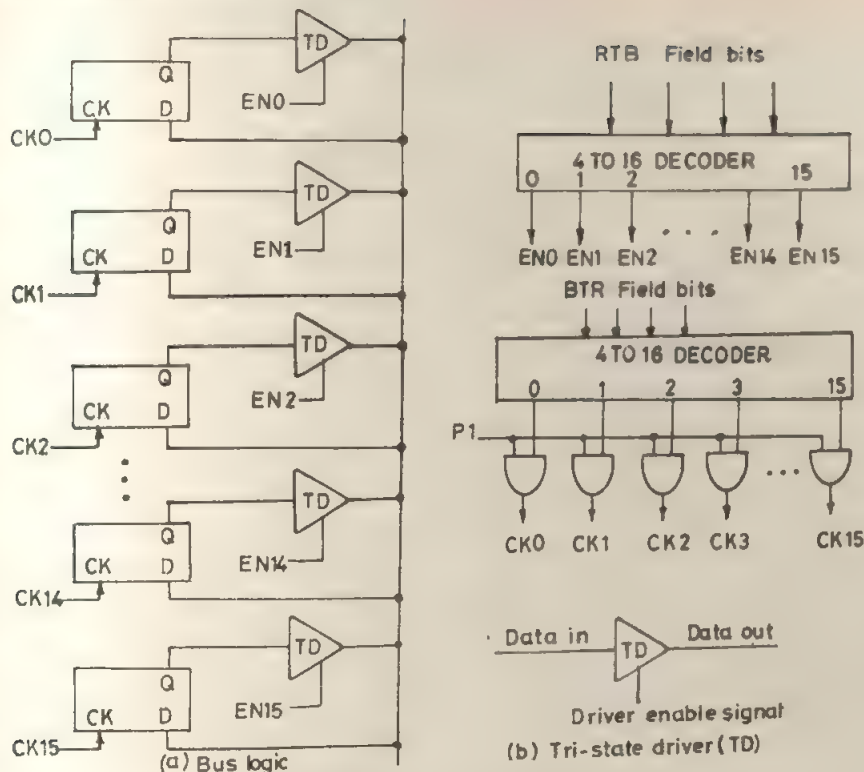 TD
Q
CK D
EN0
CK0
TD
Q
CK D
EN1
CK1
TD
Q
CK D
EN2
CK2
TD
Q
CK D
EN14
CK14
TD
Q
CK D
EN15
CK15
(a) Bus logic
RTB Field bits
4 TO 16 DECODER
0 1 2 15
EN0 EN1 EN2 ... EN14 EN15
BTR Field bits
4 TO 16 DECODER
0 1 2 3 15
P1
...
CK0 CK1 CK2 CK3 CK15
Data in Data out
TD
Driver enable signal
(b) Tri-state driver (TD)